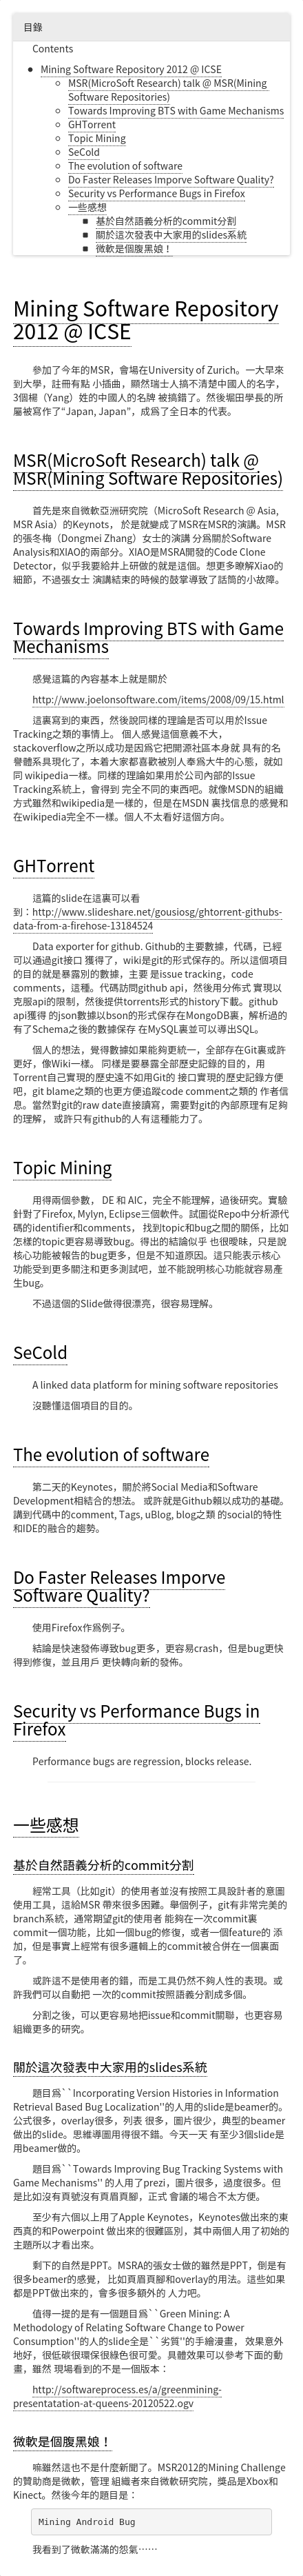 目錄
Contents
Mining Software Repository 2012 @ ICSE
MSR(MicroSoft Research) talk @ MSR(Mining
Software Repositories)
Towards Improving BTS with Game Mechanisms
GHTorrent
Topic Mining
SeCold
The evolution of software
Do Faster Releases Imporve Software Quality?
Security vs Performance Bugs in Firefox
一些感想
基於自然語義分析的commit分割
關於這次發表中大家用的slides系統
微軟是個腹黑娘！
Mining Software Repository
2012 @ ICSE
參加了今年的MSR，會場在University of Zurich。一大早來
到大學，註冊有點 小插曲，顯然瑞士人搞不清楚中國人的名字，
3個楊（Yang）姓的中國人的名牌 被搞錯了。然後堀田學長的所
屬被寫作了“Japan, Japan”，成爲了全日本的代表。
MSR(MicroSoft Research) talk @
MSR(Mining Software Repositories)
首先是來自微軟亞洲研究院（MicroSoft Research @ Asia,
MSR Asia）的Keynots， 於是就變成了MSR在MSR的演講。MSR
的張冬梅（Dongmei Zhang）女士的演講 分爲關於Software
Analysis和XIAO的兩部分。XIAO是MSRA開發的Code Clone
Detector，似乎我要給井上研做的就是這個。想更多瞭解Xiao的
細節，不過張女士 演講結束的時候的鼓掌導致了話筒的小故障。
Towards Improving BTS with Game
Mechanisms
感覺這篇的內容基本上就是關於
http://www.joelonsoftware.com/items/2008/09/15.html
這裏寫到的東西，然後說同樣的理論是否可以用於Issue
Tracking之類的事情上。 個人感覺這個意義不大，
stackoverflow之所以成功是因爲它把開源社區本身就 具有的名
譽體系具現化了，本着大家都喜歡被別人奉爲大牛的心態，就如
同 wikipedia一樣。同樣的理論如果用於公司內部的Issue
Tracking系統上，會得到 完全不同的東西吧。就像MSDN的組織
方式雖然和wikipedia是一樣的，但是在MSDN 裏找信息的感覺和
在wikipedia完全不一樣。個人不太看好這個方向。
GHTorrent
這篇的slide在這裏可以看
到：http://www.slideshare.net/gousiosg/ghtorrent-githubs-
data-from-a-firehose-13184524
Data exporter for github. Github的主要數據，代碼，已經
可以通過git接口 獲得了，wiki是git的形式保存的。所以這個項目
的目的就是暴露別的數據，主要 是issue tracking，code
comments，這種。代碼訪問github api，然後用分佈式 實現以
克服api的限制，然後提供torrents形式的history下載。github
api獲得 的json數據以bson的形式保存在MongoDB裏，解析過的
有了Schema之後的數據保存 在MySQL裏並可以導出SQL。
個人的想法，覺得數據如果能夠更統一，全部存在Git裏或許
更好，像Wiki一樣。 同樣是要暴露全部歷史記錄的目的，用
Torrent自己實現的歷史遠不如用Git的 接口實現的歷史記錄方便
吧，git blame之類的也更方便追蹤code comment之類的 作者信
息。當然對git的raw date直接讀寫，需要對git的內部原理有足夠
的理解， 或許只有github的人有這種能力了。
Topic Mining
用得兩個參數， DE 和 AIC，完全不能理解，過後研究。實驗
針對了Firefox, Mylyn, Eclipse三個軟件。試圖從Repo中分析源代
碼的identifier和comments， 找到topic和bug之間的關係，比如
怎樣的topic更容易導致bug。得出的結論似乎 也很曖昧，只是說
核心功能被報告的bug更多，但是不知道原因。這只能表示核心
功能受到更多關注和更多測試吧，並不能說明核心功能就容易產
生bug。
不過這個的Slide做得很漂亮，很容易理解。
SeCold
A linked data platform for mining software repositories
沒聽懂這個項目的目的。
The evolution of software
第二天的Keynotes，關於將Social Media和Software
Development相結合的想法。 或許就是Github賴以成功的基礎。
講到代碼中的comment, Tags, uBlog, blog之類 的social的特性
和IDE的融合的趨勢。
Do Faster Releases Imporve
Software Quality?
使用Firefox作爲例子。
結論是快速發佈導致bug更多，更容易crash，但是bug更快
得到修復，並且用戶 更快轉向新的發佈。
Security vs Performance Bugs in
Firefox
Performance bugs are regression, blocks release.
一些感想
基於自然語義分析的commit分割
經常工具（比如git）的使用者並沒有按照工具設計者的意圖
使用工具，這給MSR 帶來很多困難。舉個例子，git有非常完美的
branch系統，通常期望git的使用者 能夠在一次commit裏
commit一個功能，比如一個bug的修復，或者一個feature的 添
加，但是事實上經常有很多邏輯上的commit被合併在一個裏面
了。
或許這不是使用者的錯，而是工具仍然不夠人性的表現。或
許我們可以自動把 一次的commit按照語義分割成多個。
分割之後，可以更容易地把issue和commit關聯，也更容易
組織更多的研究。
關於這次發表中大家用的slides系統
題目爲``Incorporating Version Histories in Information
Retrieval Based Bug Localization''的人用的slide是beamer的。
公式很多，overlay很多，列表 很多，圖片很少，典型的beamer
做出的slide。思維導圖用得很不錯。今天一天 有至少3個slide是
用beamer做的。
題目爲``Towards Improving Bug Tracking Systems with
Game Mechanisms'' 的人用了prezi，圖片很多，過度很多。但
是比如沒有頁號沒有頁眉頁腳，正式 會議的場合不太方便。
至少有六個以上用了Apple Keynotes，Keynotes做出來的東
西真的和Powerpoint 做出來的很難區別，其中兩個人用了初始的
主題所以才看出來。
剩下的自然是PPT。MSRA的張女士做的雖然是PPT，倒是有
很多beamer的感覺， 比如頁眉頁腳和overlay的用法。這些如果
都是PPT做出來的，會多很多額外的 人力吧。
值得一提的是有一個題目爲``Green Mining: A
Methodology of Relating Software Change to Power
Consumption''的人的slide全是``劣質''的手繪漫畫， 效果意外
地好，很低碳很環保很綠色很可愛。具體效果可以參考下面的動
畫，雖然 現場看到的不是一個版本：
http://softwareprocess.es/a/greenmining-
presentatation-at-queens-20120522.ogv
微軟是個腹黑娘！
嘛雖然這也不是什麼新聞了。MSR2012的Mining Challenge
的贊助商是微軟，管理 組織者來自微軟研究院，獎品是Xbox和
Kinect。然後今年的題目是：
Mining Android Bug
我看到了微軟滿滿的怨氣……